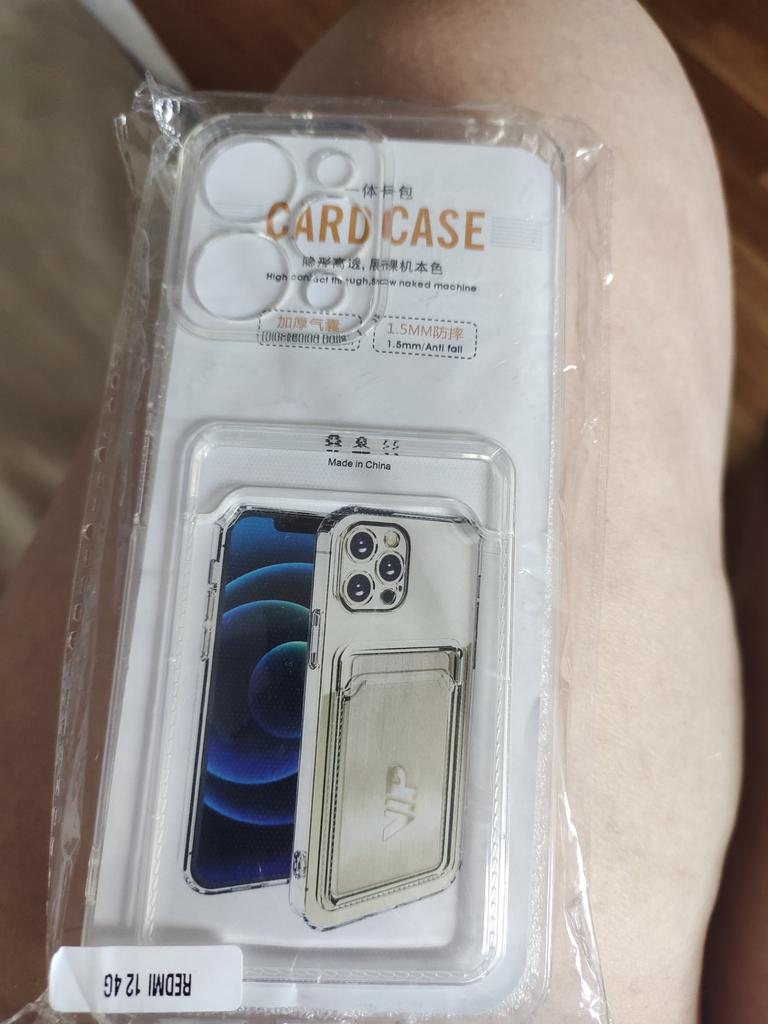 一体卡包
CARD CASE
隐形高透,展裸机本色
High contact through,Show naked machine
加厚气囊
1.5MM防摔
1.5mm/Anti fall
Made in China
VIP
REDMI 12 4G